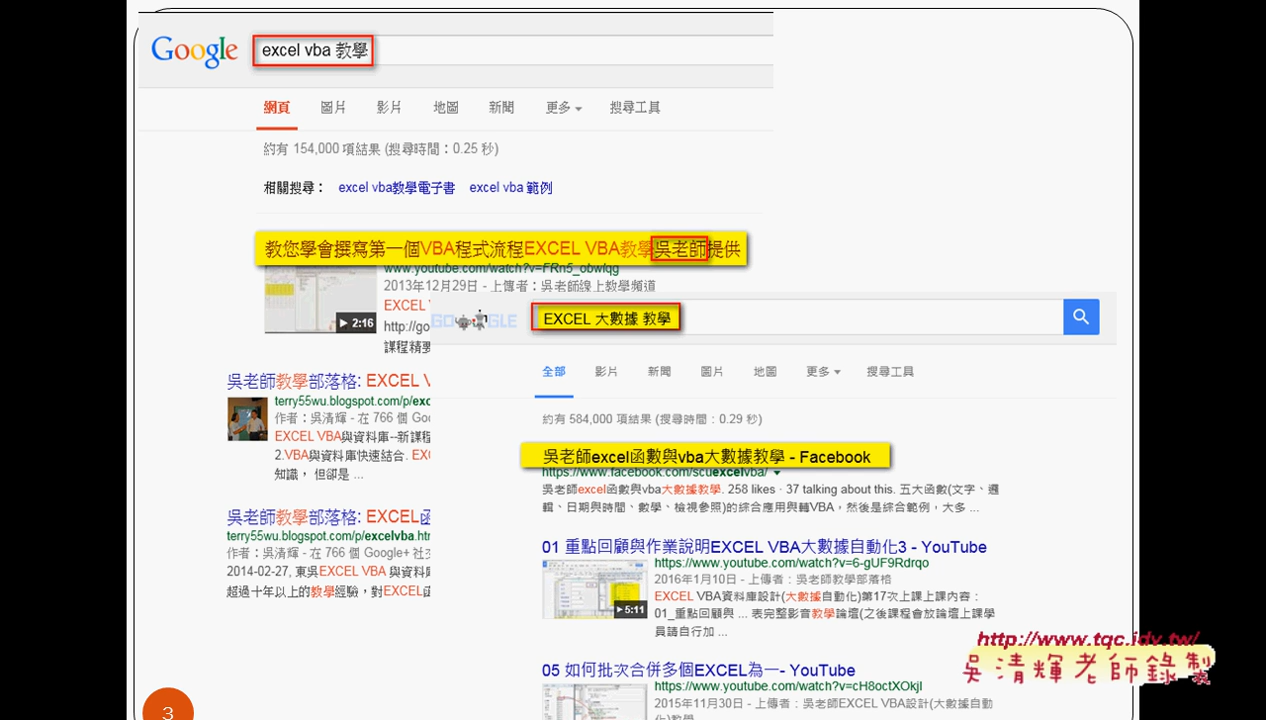 Google
excel vba 教學
網頁 圖片 影片 地圖 新聞 更多 搜尋工具
約有 154,000 項結果 (搜尋時間：0.25 秒)
相關搜尋： excel vba教學電子書 excel vba 範例
教您學會撰寫第一個VBA程式流程EXCEL VBA教學吳老師提供
www.youtube.com/watch?v=FRn5_obwlqg
2013年12月29日 - 上傳者：吳老師線上教學頻道
EXCEL
http://go
課程精要
2:16
吳老師教學部落格: EXCEL V
terry55wu.blogspot.com/p/exc
作者：吳清輝 - 在 766 個 Goo
EXCEL VBA與資料庫--新課程
2.VBA與資料庫快速結合. EXC
知識， 但卻是 ...
吳老師教學部落格: EXCEL函
terry55wu.blogspot.com/p/excelvba.htm
作者：吳清輝 - 在 766 個 Google+ 社交
2014-02-27, 東吳EXCEL VBA 與資料庫
超過十年以上的教學經驗，對EXCEL函
GOOGLE
EXCEL 大數據 教學
全部 影片 新聞 圖片 地圖 更多 搜尋工具
約有 584,000 項結果 (搜尋時間：0.29 秒)
吳老師excel函數與vba大數據教學 - Facebook
https://www.facebook.com/scuexcelvba/
吳老師excel函數與vba大數據教學. 258 likes · 37 talking about this. 五大函數(文字、邏
輯、日期與時間、數學、檢視參照)的綜合應用與轉VBA，然後是綜合範例，大多 ...
01 重點回顧與作業說明EXCEL VBA大數據自動化3 - YouTube
https://www.youtube.com/watch?v=6-gUF9Rdrqo
2016年1月10日 - 上傳者：吳老師教學部落格
EXCEL VBA資料庫設計(大數據自動化)第17次上課上課內容：
01_重點回顧與 ... 表完整影音教學論壇(之後課程會放論壇上課學
員請自行加 ...
5:11
05 如何批次合併多個EXCEL為一- YouTube
https://www.youtube.com/watch?v=cH8octXOKjI
2015年11月30日 - 上傳者：EXCEL VBA設計(大數據自動
化)教學
http://www.tqc.idv.tw/
吳清輝老師錄製
3